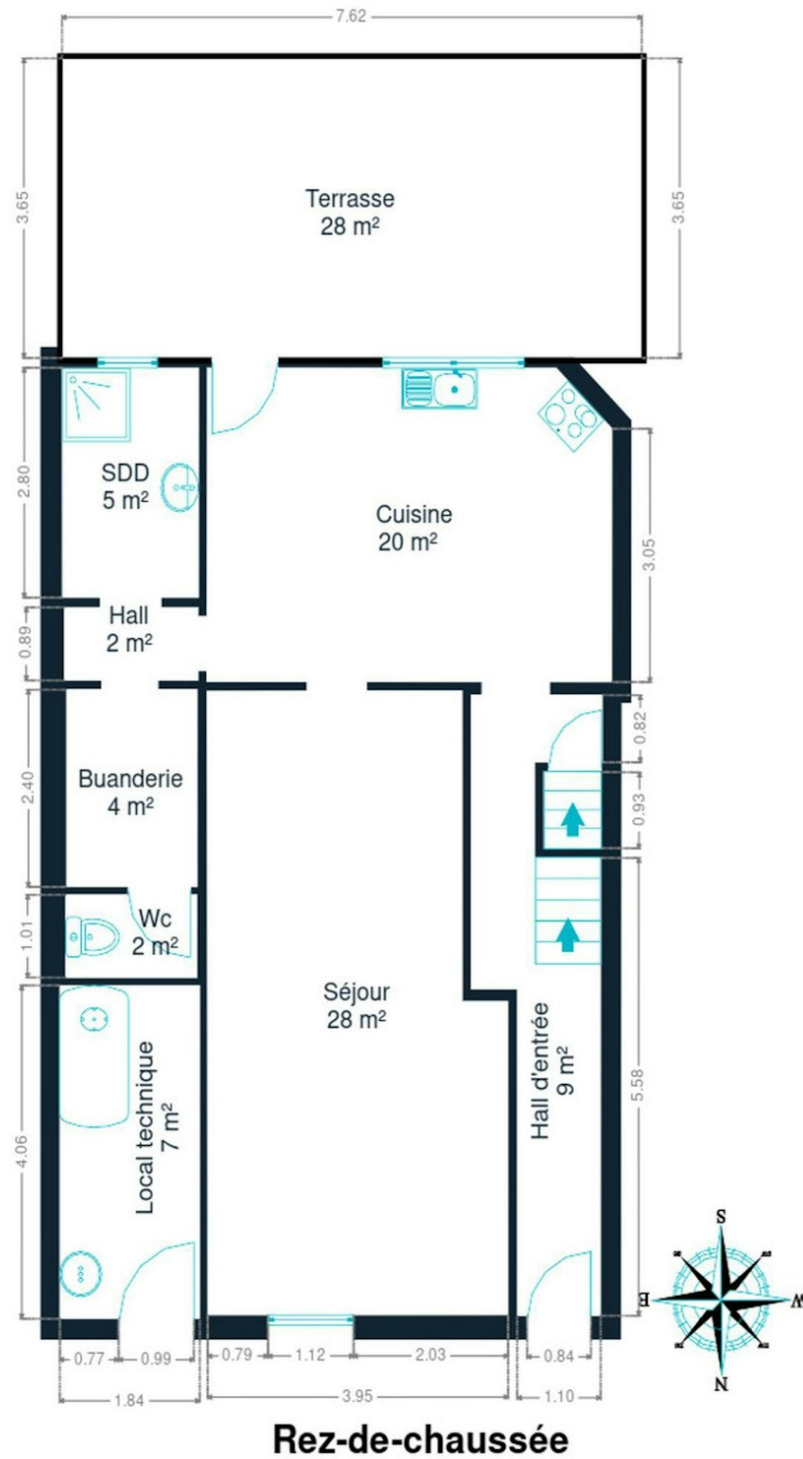 7.62
3.65
3.65
Terrasse
28 m²
2.80
SDD
5 m²
Cuisine
20 m²
3.05
Hall
2 m²
0.89
0.82
Buanderie
4 m²
2.40
0.93
Wc
2 m²
1.01
Séjour
28 m²
Hall d'entrée
9 m²
5.58
Local technique
7 m²
4.06
S
E
W
N
0.77
0.99
0.79
1.12
2.03
0.84
1.84
3.95
1.10
Rez-de-chaussée